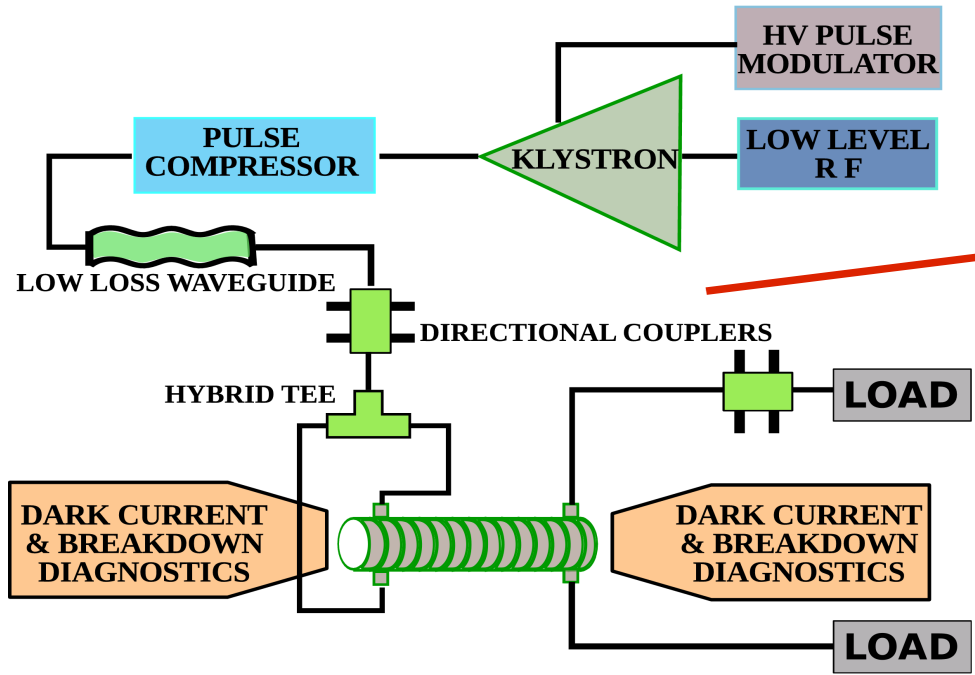 HV PULSE
MODULATOR
PULSE
COMPRESSOR
KLYSTRON
LOW LEVEL
R F
LOW LOSS WAVEGUIDE
DIRECTIONAL COUPLERS
HYBRID TEE
LOAD
DARK CURRENT
& BREAKDOWN
DIAGNOSTICS
DARK CURRENT
& BREAKDOWN
DIAGNOSTICS
LOAD